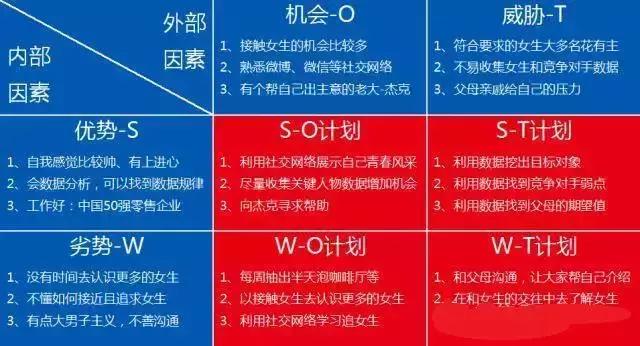 外部
因素
内部
因素
机会-O
1、接触女生的机会比较多
2、熟悉微博、微信等社交网络
3、有个帮自己出主意的老大-杰克
威胁-T
1、符合要求的女生大多名花有主
2、不易收集女生和竞争对手数据
3、父母亲戚给自己的压力
优势-S
1、自我感觉比较帅、有上进心
2、会数据分析，可以找到数据规律
3、工作好：中国50强零售企业
S-O计划
1、利用社交网络展示自己青春风采
2、尽量收集关键人物数据增加机会
3、向杰克寻求帮助
S-T计划
1、利用数据挖出目标对象
2、利用数据找到竞争对手弱点
3、利用数据找到父母的期望值
劣势-W
1、没有时间去认识更多的女生
2、不懂如何接近且追求女生
3、有点大男子主义，不善沟通
W-O计划
1、每周抽出半天泡咖啡厅等
2、以接触女生去认识更多的女生
3、利用社交网络学习追女生
W-T计划
1、和父母沟通，让大家帮自己介绍
2、在和女生的交往中去了解女生